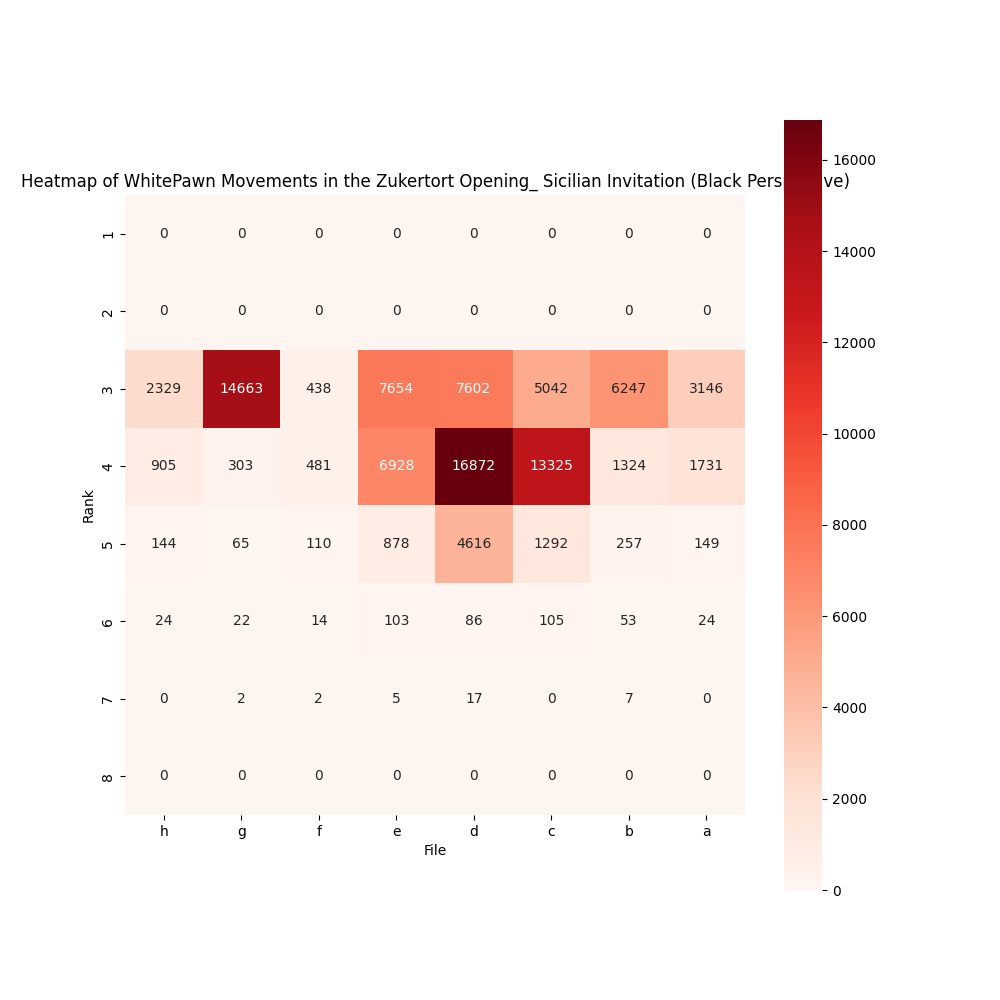 Heatmap of WhitePawn Movements in the Zukertort Opening_ Sicilian Invitation (Black Pers ve)
16000
14000
12000
10000
8000
6000
4000
2000
0
Rank
1 0 0 0 0 0 0 0 0
2 0 0 0 0 0 0 0 0
3 2329 14663 438 7654 7602 5042 6247 3146
4 905 303 481 6928 16872 13325 1324 1731
5 144 65 110 878 4616 1292 257 149
6 24 22 14 103 86 105 53 24
7 0 2 2 5 17 0 7 0
8 0 0 0 0 0 0 0 0
h g f e d c b a
File